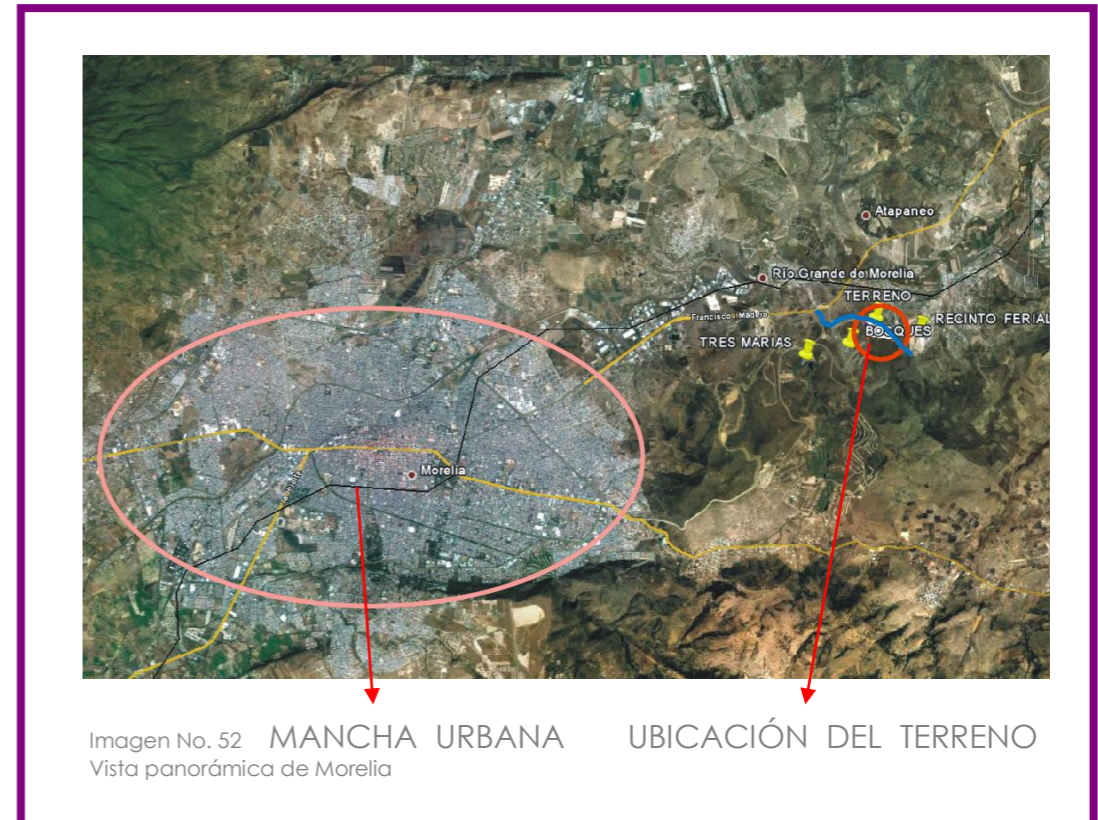 Atapaneo
Río Grande de Morelia
TERRENO
Francisco I Madero
RECINTO FERIAL
BOSQUES
TRES MARIAS
Morelia
Imagen No. 52 MANCHA URBANA UBICACIÓN DEL TERRENO
Vista panorámica de Morelia